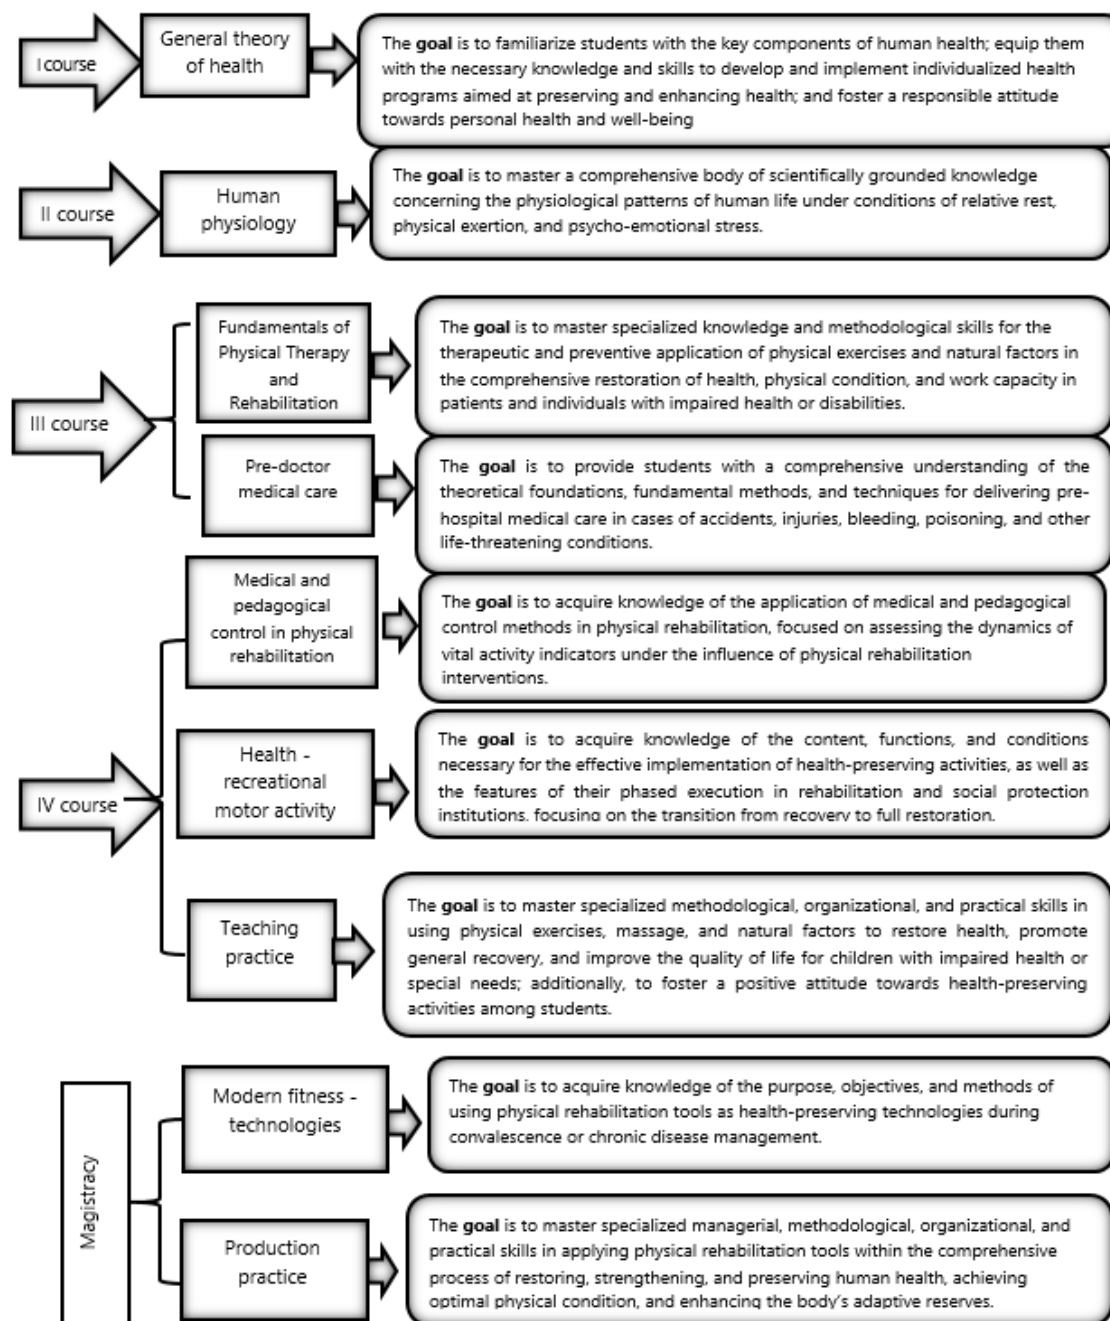 I course
General theory
of health
The goal is to familiarize students with the key components of human health; equip them
with the necessary knowledge and skills to develop and implement individualized health
programs aimed at preserving and enhancing health; and foster a responsible attitude
towards personal health and well-being
II course
Human
physiology
The goal is to master a comprehensive body of scientifically grounded knowledge
concerning the physiological patterns of human life under conditions of relative rest,
physical exertion, and psycho-emotional stress.
III course
Fundamentals of
Physical Therapy
and
Rehabilitation
The goal is to master specialized knowledge and methodological skills for the
therapeutic and preventive application of physical exercises and natural factors in
the comprehensive restoration of health, physical condition, and work capacity in
patients and individuals with impaired health or disabilities.
Pre-doctor
medical care
The goal is to provide students with a comprehensive understanding of the
theoretical foundations, fundamental methods, and techniques for delivering pre-
hospital medical care in cases of accidents, injuries, bleeding, poisoning, and other
life-threatening conditions.
IV course
Medical and
pedagogical
control in physical
rehabilitation
The goal is to acquire knowledge of the application of medical and pedagogical
control methods in physical rehabilitation, focused on assessing the dynamics of
vital activity indicators under the influence of physical rehabilitation
interventions.
Health -
recreational
motor activity
The goal is to acquire knowledge of the content, functions, and conditions
necessary for the effective implementation of health-preserving activities, as well as
the features of their phased execution in rehabilitation and social protection
institutions, focusing on the transition from recovery to full restoration.
Teaching
practice
The goal is to master specialized methodological, organizational, and practical skills in
using physical exercises, massage, and natural factors to restore health, promote
general recovery, and improve the quality of life for children with impaired health or
special needs; additionally, to foster a positive attitude towards health-preserving
activities among students.
Magistracy
Modern fitness -
technologies
The goal is to acquire knowledge of the purpose, objectives, and methods of
using physical rehabilitation tools as health-preserving technologies during
convalescence or chronic disease management.
Production
practice
The goal is to master specialized managerial, methodological, organizational, and
practical skills in applying physical rehabilitation tools within the comprehensive
process of restoring, strengthening, and preserving human health, achieving
optimal physical condition, and enhancing the body's adaptive reserves.